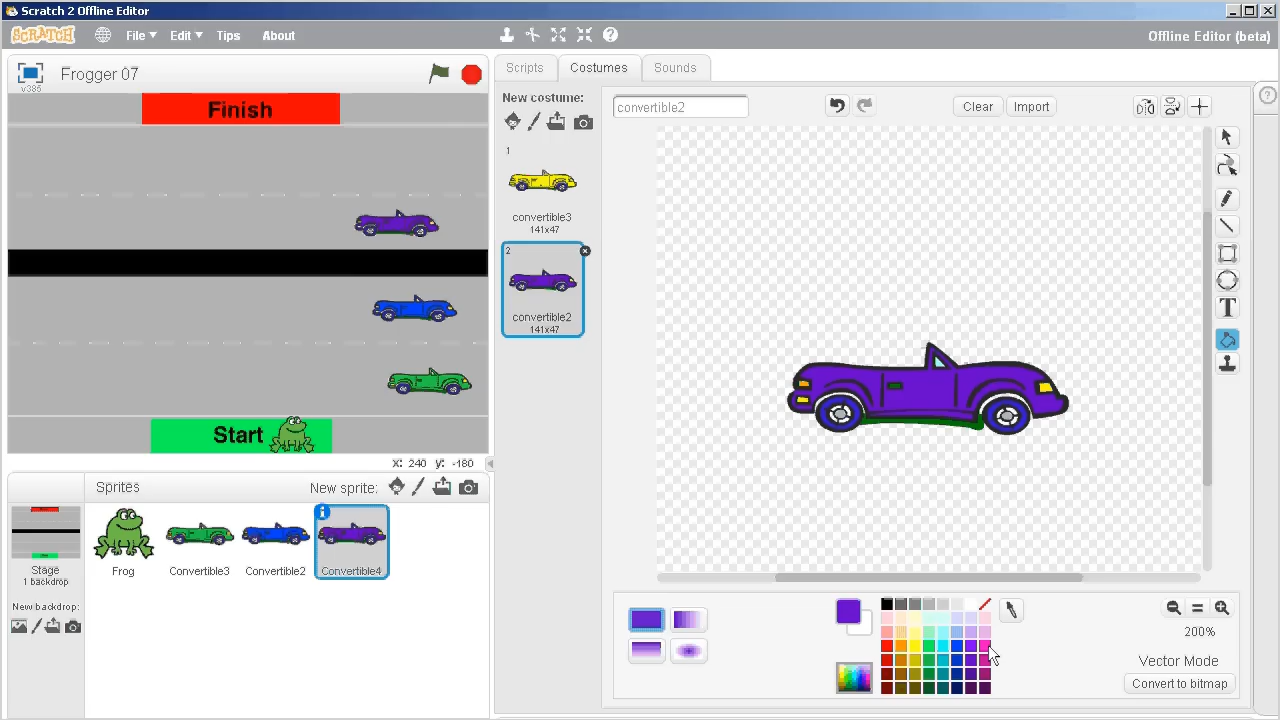 Scratch 2 Offline Editor
SCRATCH File Edit Tips About Offline Editor (beta)
v385 Frogger 07
Scripts Costumes Sounds
New costume: convertible2 Clear Import
Finish
1
convertible3
141x47
2
convertible2
141x47
T
Start
x: 240 y: -180
Sprites New sprite:
Stage
1 backdrop
New backdrop:
Frog Convertible3 Convertible2 Convertible4
200%
Vector Mode
Convert to bitmap